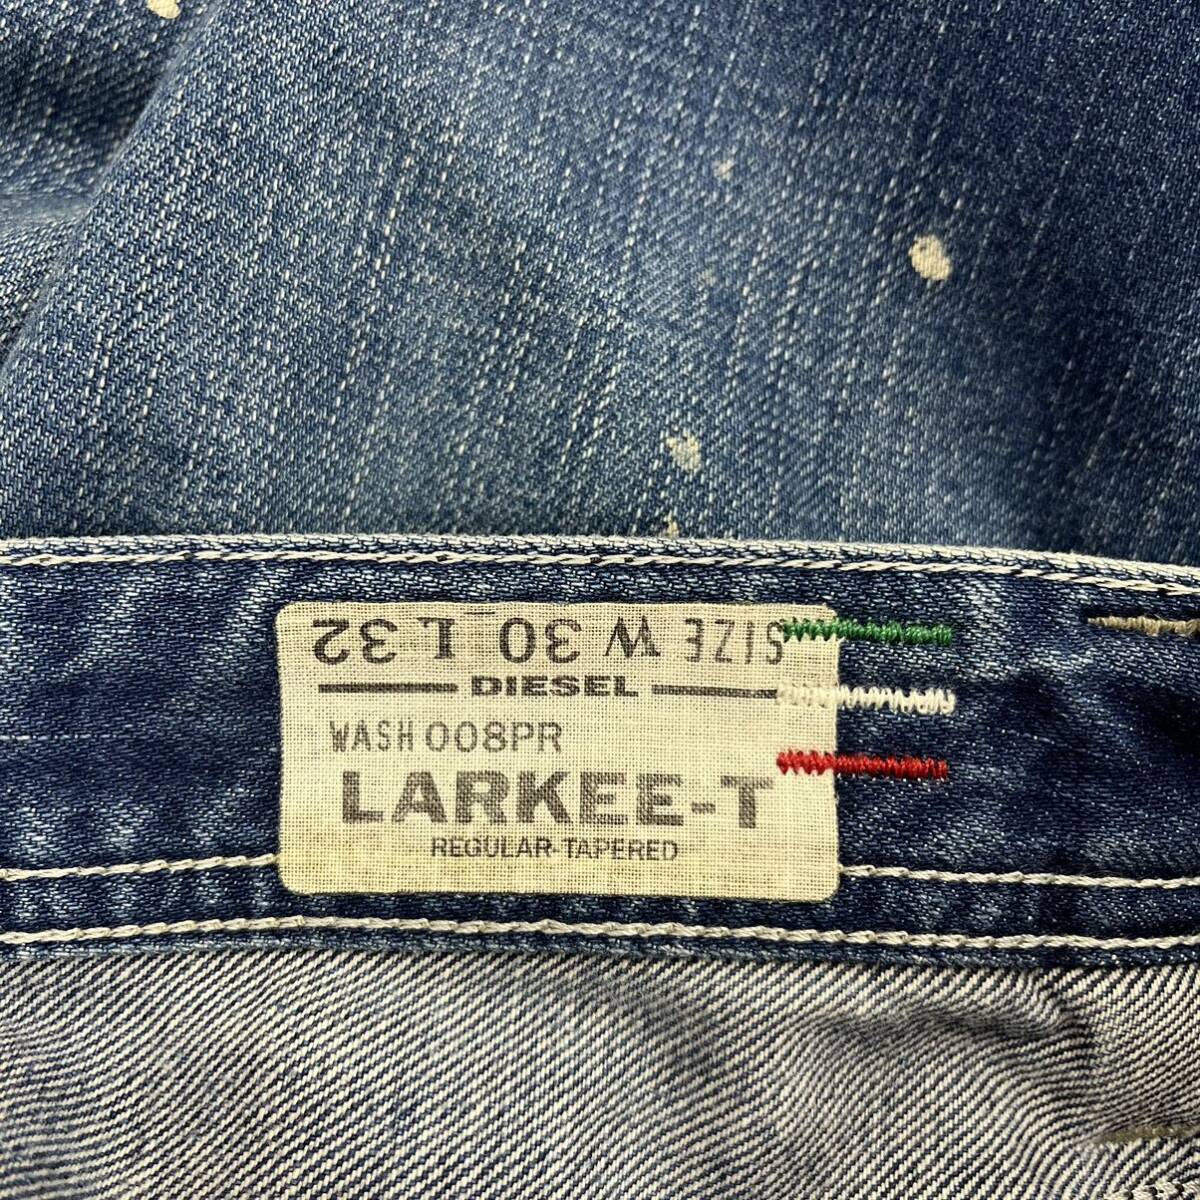 SIZE W 30 L 32
DIESEL
WASH 008PR
LARKEE-T
REGULAR-TAPERED